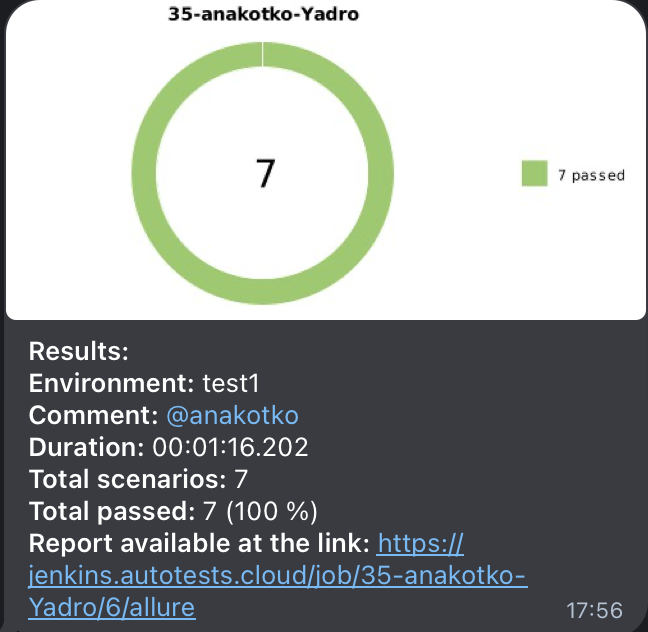 35-anakotko-Yadro
7
7 passed
Results:
Environment: test1
Comment: @anakotko
Duration: 00:01:16.202
Total scenarios: 7
Total passed: 7 (100 %)
Report available at the link: https://
jenkins.autotests.cloud/job/35-anakotko-
Yadro/6/allure
17:56